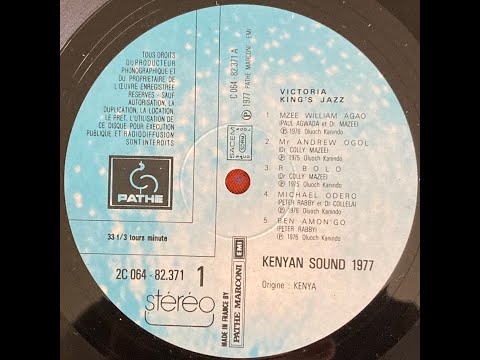 TOUS DROITS
DU PRODUCTEUR
PHONOGRAPHIQUE ET
DU PROPRIETAIRE DE
L'ŒUVRE ENREGISTREE
RESERVES - SAUF
AUTORISATION, LA
DUPLICATION, LA LOCATION,
LE PRET, L'UTILISATION DE
CE DISQUE POUR EXECUTION
PUBLIQUE ET RADIODIFFUSION
SONT INTERDITS
PATHE
33 1/3 tours minute
2C 064 - 82.371 1
stéréo
MADE IN FRANCE BY
PATHE MARCONI EMI
C 064 82.371 A
℗ 1977 PATHE MARCONI EMI
SACEM
VICTORIA
KING'S JAZZ
1 MZEE WILLIAM AGAO
(PAUL AGWADA et Dr. MAZEE)
℗ 1976 Oluoch Kanindo
2 Mr ANDREW OGOL
(Dr COLLY MAZEE)
℗ 1975 Oluoch Kanindo
3 R. BOLO
(Dr COLLY MAZEE)
℗ 1975 Oluoch Kanindo
4 MICHAEL ODERO
(PETER RABBY et Dr COLLELA)
℗ 1976 Oluoch Kanindo
5 BEN AMON'GO
(PETER RABBY)
℗ 1976 Oluoch Kanindo
KENYAN SOUND 1977
Origine : KENYA